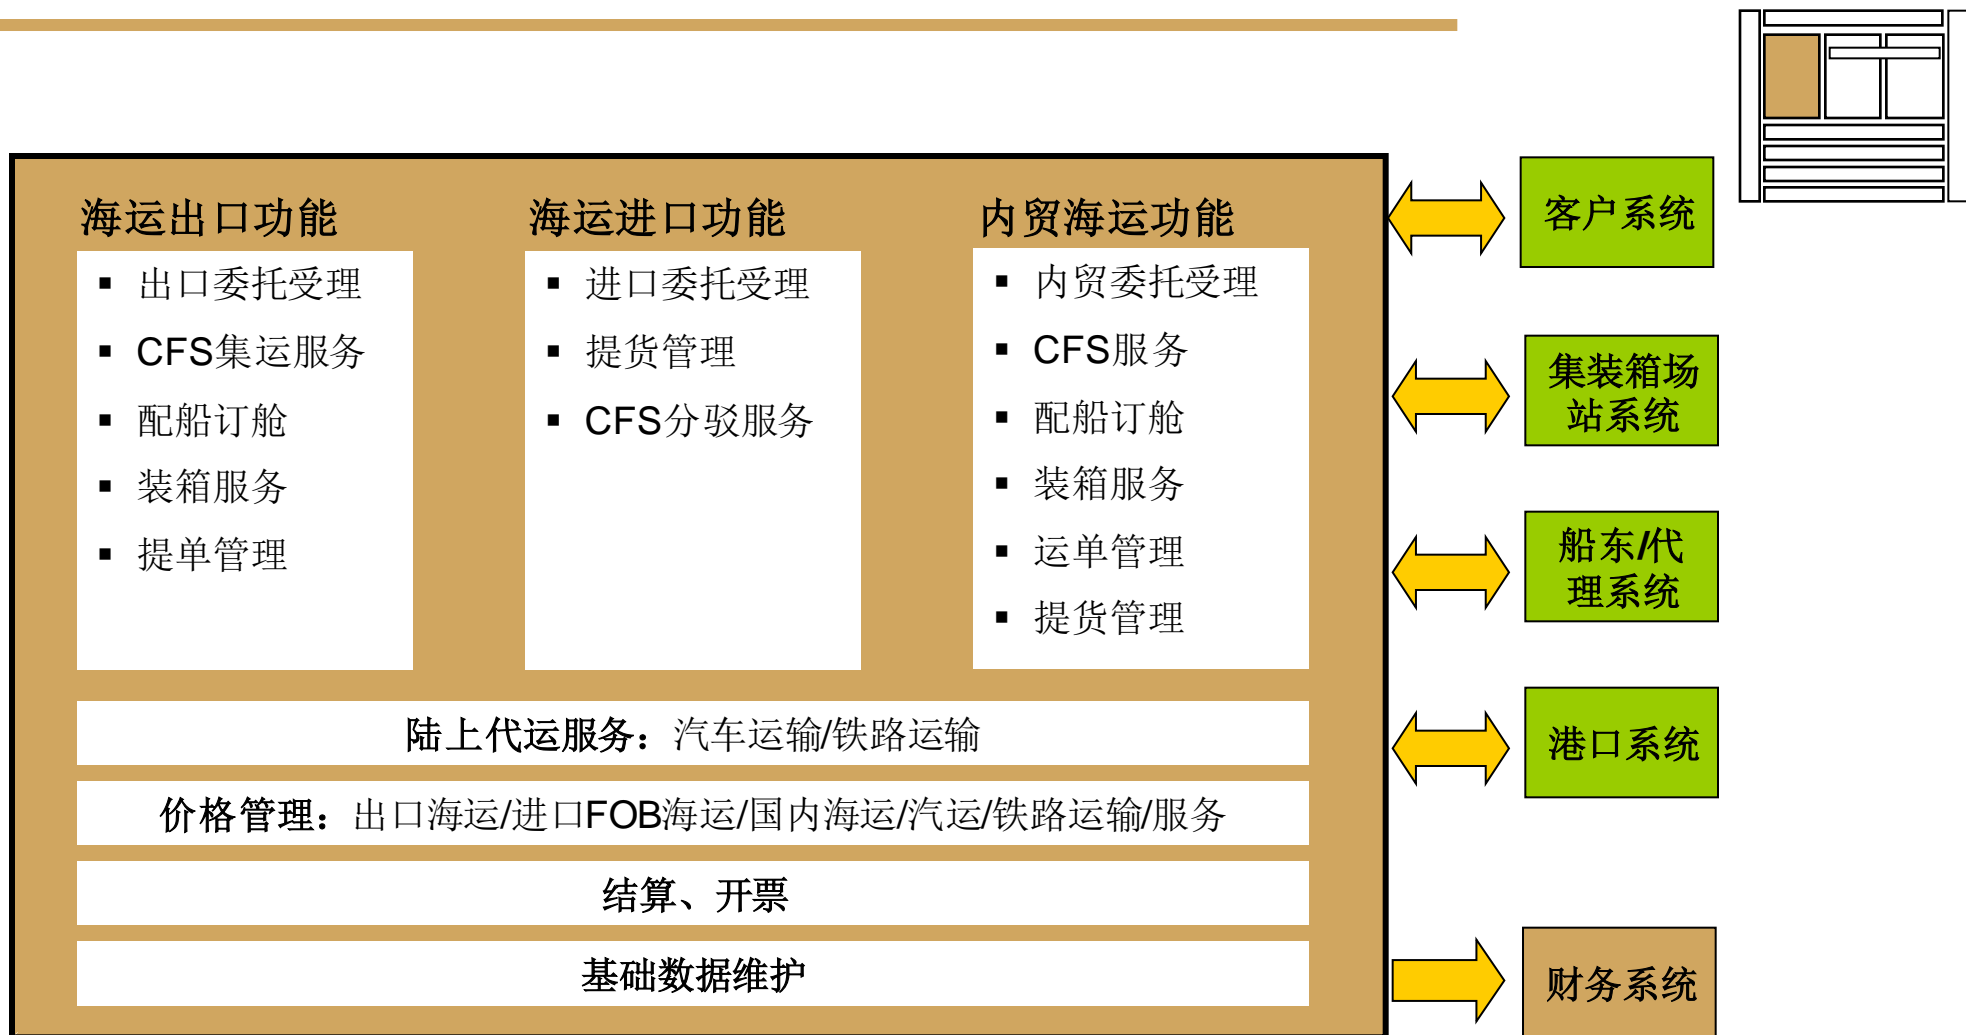 海运出口功能
出口委托受理
CFS集运服务
配船订舱
装箱服务
提单管理
海运进口功能
进口委托受理
提货管理
CFS分驳服务
内贸海运功能
内贸委托受理
CFS服务
配船订舱
装箱服务
运单管理
提货管理
陆上代运服务：汽车运输/铁路运输
价格管理：出口海运/进口FOB海运/国内海运/汽运/铁路运输/服务
结算、开票
基础数据维护
客户系统
集装箱场
站系统
船东/代
理系统
港口系统
财务系统